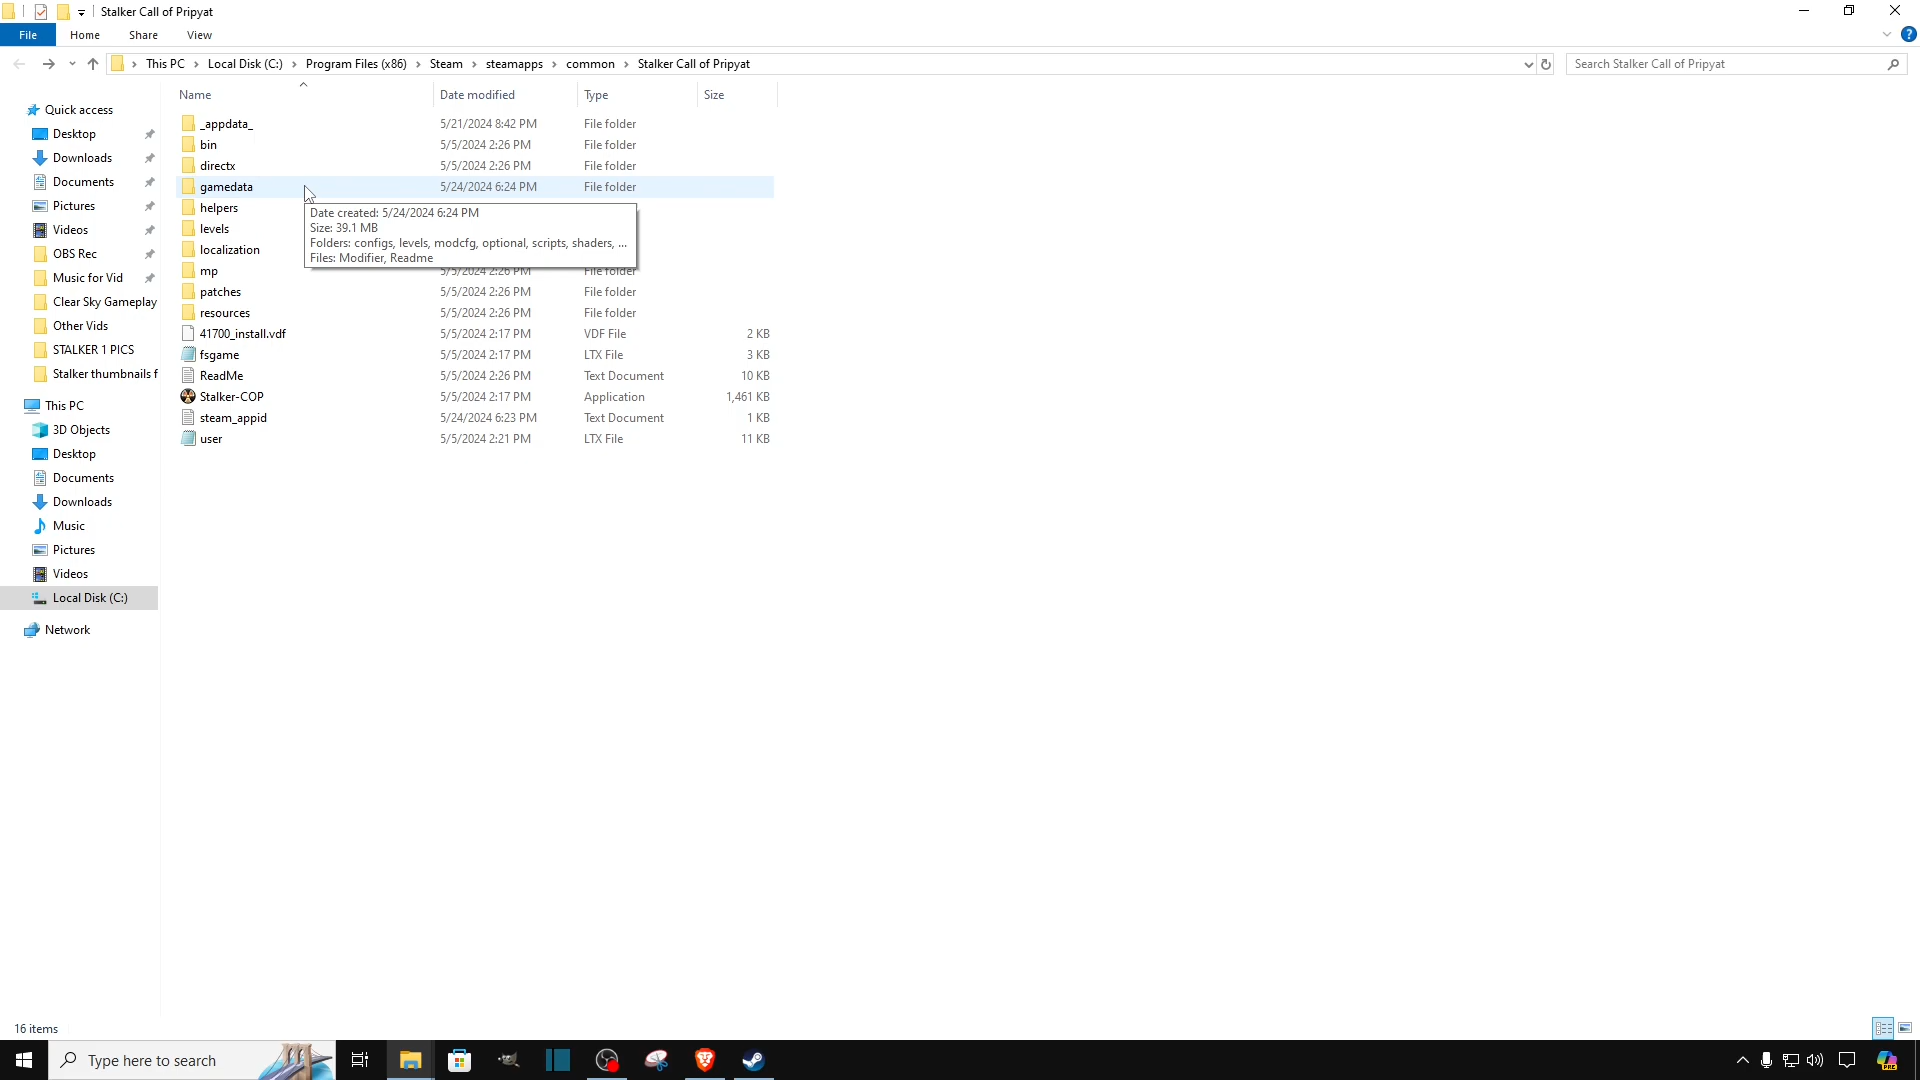 Stalker Call of Pripyat
File Home Share View
This PC Local Disk (C:) Program Files (x86) Steam steamapps common Stalker Call of Pripyat
Search Stalker Call of Pripyat
Name Date modified Type Size
Quick access
Desktop
Downloads
Documents
Pictures
Videos
OBS Rec
Music for Vid
Clear Sky Gameplay
Other Vids
STALKER 1 PICS
Stalker thumbnails f
This PC
3D Objects
Desktop
Documents
Downloads
Music
Pictures
Videos
Local Disk (C:)
Network
_appdata_ 5/21/2024 8:42 PM File folder
bin 5/5/2024 2:26 PM File folder
directx 5/5/2024 2:26 PM File folder
gamedata 5/24/2024 6:24 PM File folder
helpers
levels
localization
mp 5/5/2024 2:26 PM File folder
patches 5/5/2024 2:26 PM File folder
resources 5/5/2024 2:26 PM File folder
41700_install.vdf 5/5/2024 2:17 PM VDF File 2 KB
fsgame 5/5/2024 2:17 PM LTX File 3 KB
ReadMe 5/5/2024 2:26 PM Text Document 10 KB
Stalker-COP 5/5/2024 2:17 PM Application 1,461 KB
steam_appid 5/24/2024 6:23 PM Text Document 1 KB
user 5/5/2024 2:21 PM LTX File 11 KB
Date created: 5/24/2024 6:24 PM
Size: 39.1 MB
Folders: configs, levels, modcfg, optional, scripts, shaders, ...
Files: Modifier, Readme
16 items
Type here to search
PRE